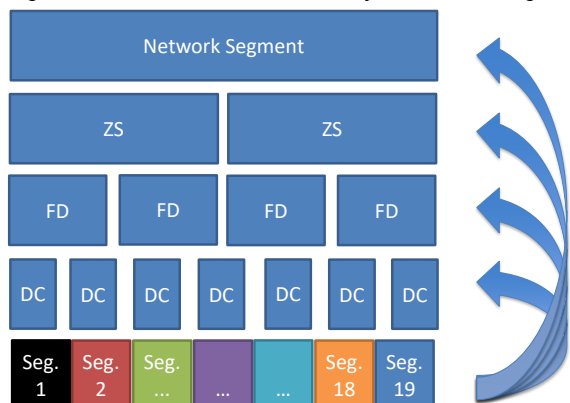 Network Segment
ZS
ZS
FD
FD
FD
FD
DC
DC
DC
DC
DC
DC
DC
Seg.
1
Seg.
2
Seg.
...
...
...
Seg.
18
Seg.
19